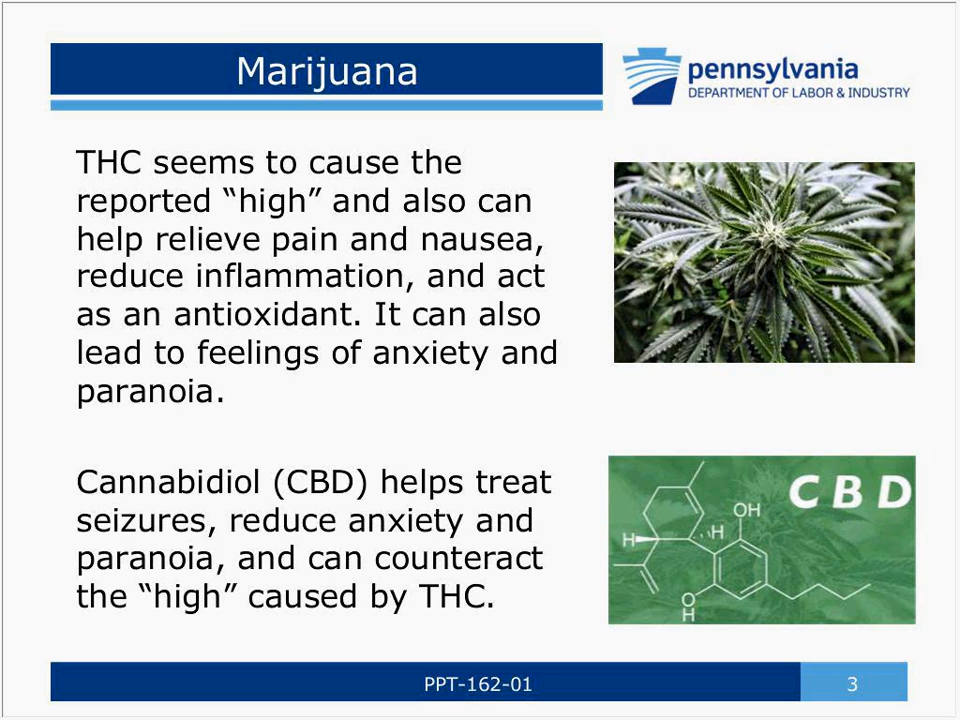 Marijuana
pennsylvania
DEPARTMENT OF LABOR & INDUSTRY
THC seems to cause the
reported “high” and also can
help relieve pain and nausea,
reduce inflammation, and act
as an antioxidant. It can also
lead to feelings of anxiety and
paranoia.
Cannabidiol (CBD) helps treat
seizures, reduce anxiety and
paranoia, and can counteract
the “high” caused by THC.
CBD
OH
H
H
O
H
PPT-162-01
3